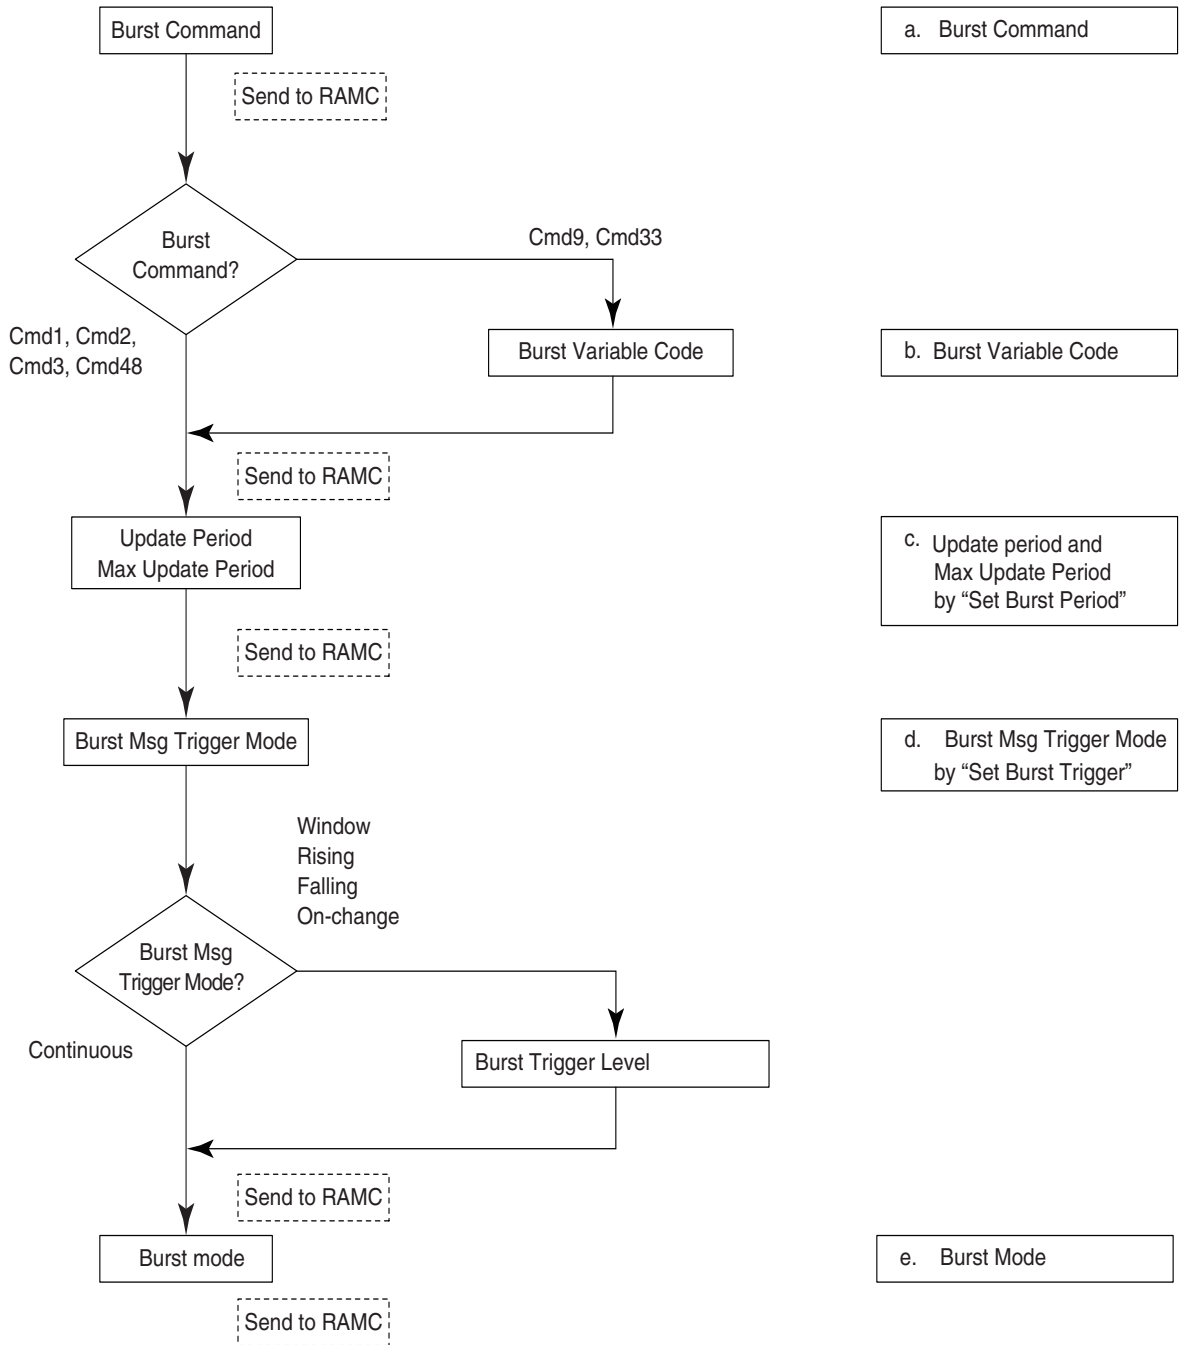 Burst Command
a. Burst Command
Send to RAMC
Burst
Command?
Cmd9, Cmd33
Cmd1, Cmd2,
Cmd3, Cmd48
Burst Variable Code
b. Burst Variable Code
Send to RAMC
Update Period
Max Update Period
c. Update period and
Max Update Period
by “Set Burst Period”
Send to RAMC
Burst Msg Trigger Mode
d. Burst Msg Trigger Mode
by “Set Burst Trigger”
Window
Rising
Falling
On-change
Burst Msg
Trigger Mode?
Continuous
Burst Trigger Level
Send to RAMC
Burst mode
e. Burst Mode
Send to RAMC